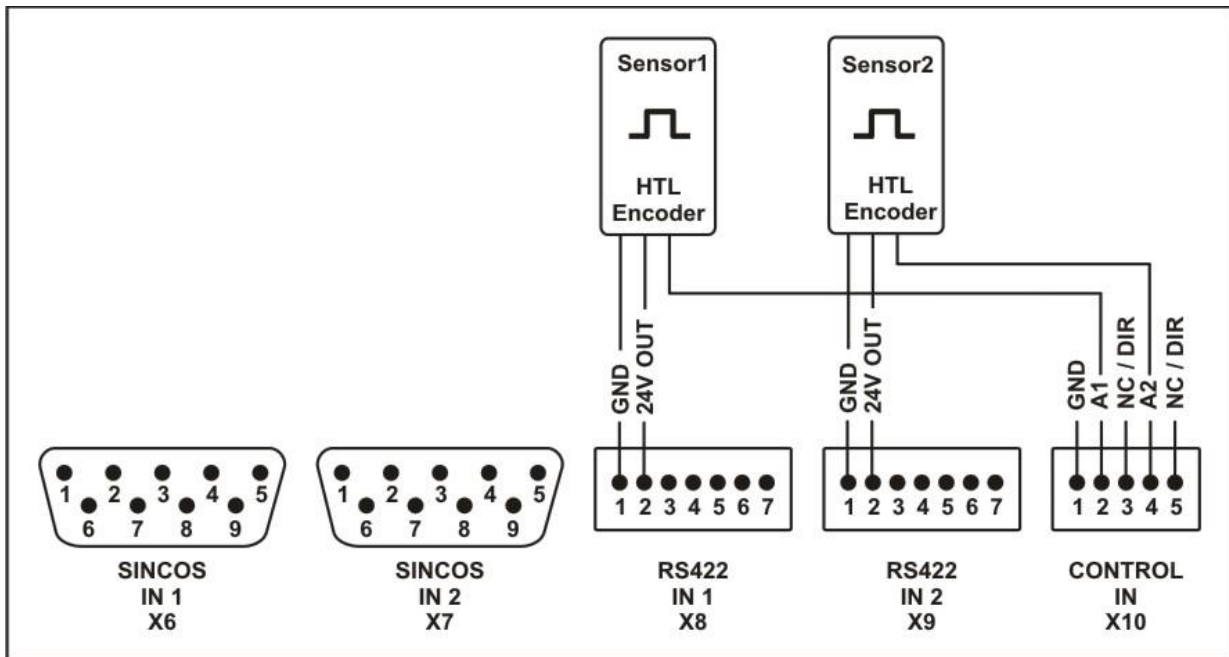 Sensor1
HTL
Encoder
Sensor2
HTL
Encoder
GND
24V OUT
GND
24V OUT
GND
A1
NC / DIR
A2
NC / DIR
1 2 3 4 5
6 7 8 9
SINCOS
IN 1
X6
1 2 3 4 5
6 7 8 9
SINCOS
IN 2
X7
1 2 3 4 5 6 7
RS422
IN 1
X8
1 2 3 4 5 6 7
RS422
IN 2
X9
1 2 3 4 5
CONTROL
IN
X10